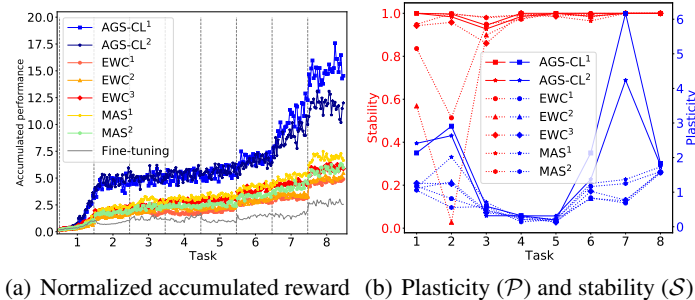 17.5
15.0
12.5
10.0
7.5
5.0
2.5
0.0
Accumulated performance
AGS-CL¹
AGS-CL²
EWC¹
EWC²
EWC³
MAS¹
MAS²
Fine-tuning
1 2 3 4 5 6 7 8
Task
1.0
0.8
0.6
0.4
0.2
0.0
Stability
AGS-CL¹
AGS-CL²
EWC¹
EWC²
EWC³
MAS¹
MAS²
6
5
4
3
2
1
0
Plasticity
1 2 3 4 5 6 7 8
Task
(a) Normalized accumulated reward (b) Plasticity (𝒫) and stability (𝒮)